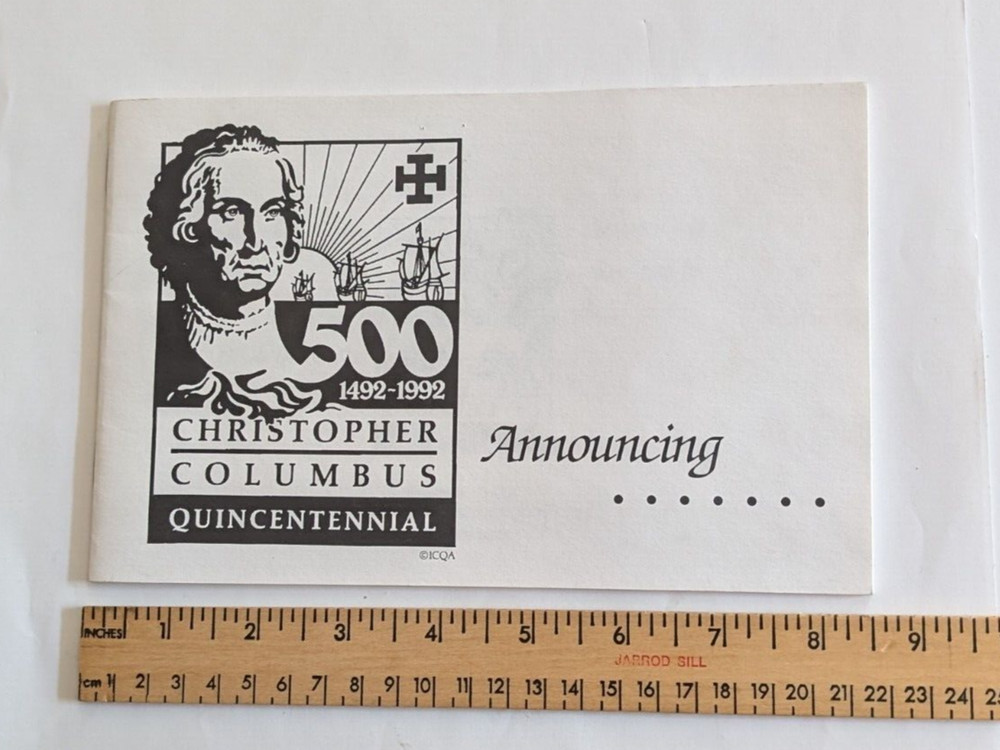 500
1492-1992
CHRISTOPHER
COLUMBUS
QUINCENTENNIAL
©ICQA
Announcing
. . . . . . .
INCHES 1 2 3 4 5 6 7 8 9
JARROD SILL
cm 1 2 3 4 5 6 7 8 9 10 11 12 13 14 15 16 17 18 19 20 21 22 23 24 25